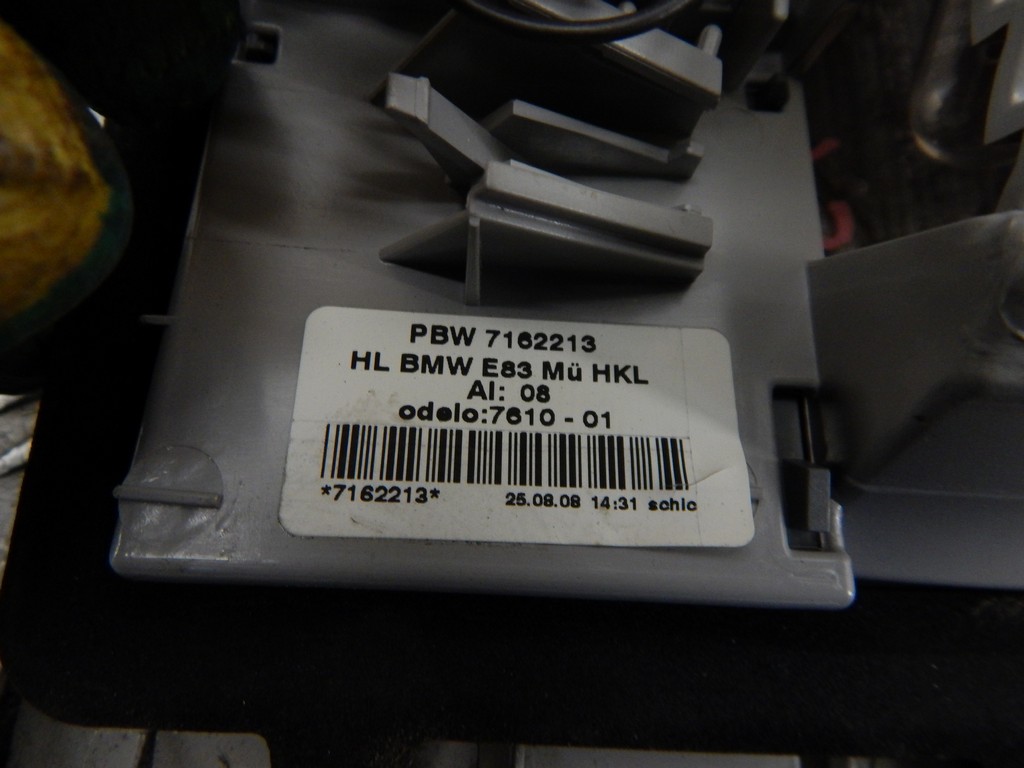 PBW 7162213
HL BMW E83 Mü HKL
AI: 08
odelo:7610 - 01
*7162213* 25.08.08 14:31 schic